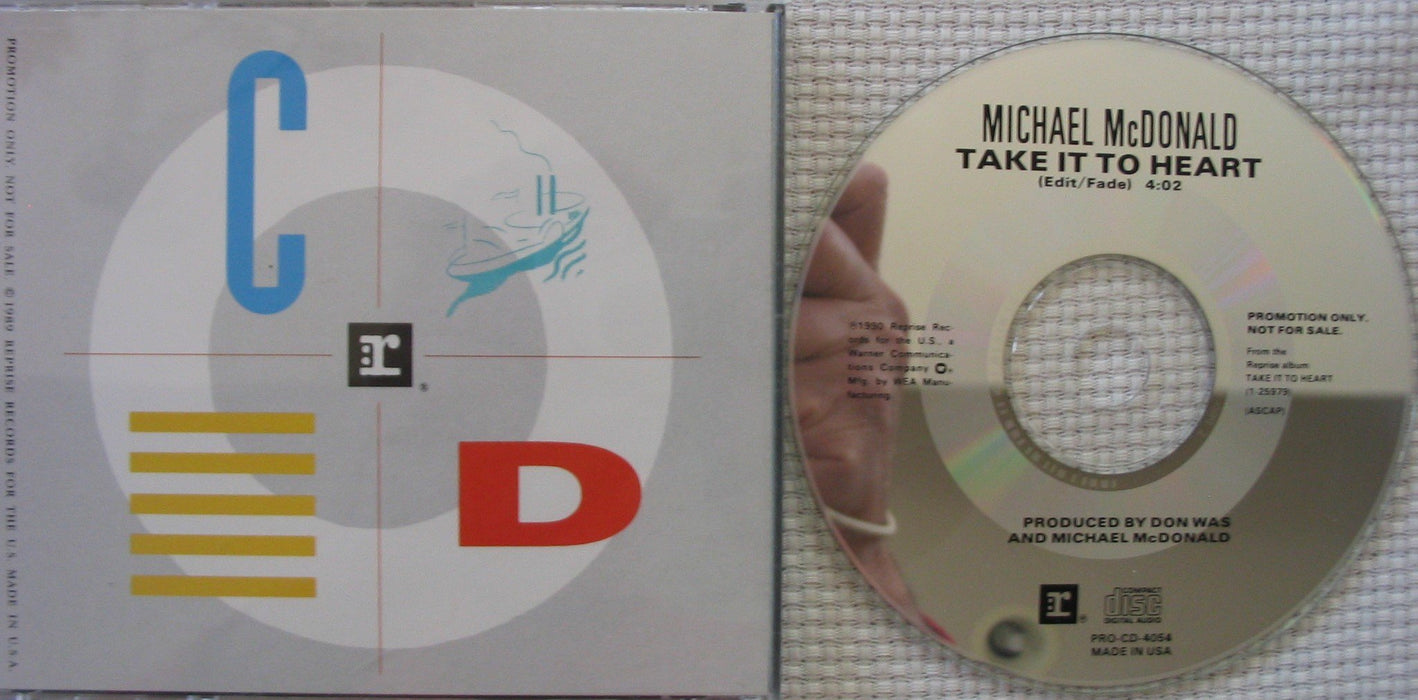 PROMOTION ONLY. NOT FOR SALE © 1989 REPRISE RECORDS FOR THE U.S. MADE IN U.S.A.
C
r
®
D
MICHAEL McDONALD
TAKE IT TO HEART
(Edit/Fade) 4:02
℗1990 Reprise Rec-
ords for the U.S., a
Warner Communica-
tions Company
Mfg. by WEA Manu-
facturing.
PROMOTION ONLY.
NOT FOR SALE.
From the
Reprise album
TAKE IT TO HEART
(1-25979)
(ASCAP)
PRODUCED BY DON WAS
AND MICHAEL McDONALD
r
®
COMPACT
disc
DIGITAL AUDIO
PRO-CD-4054
MADE IN USA